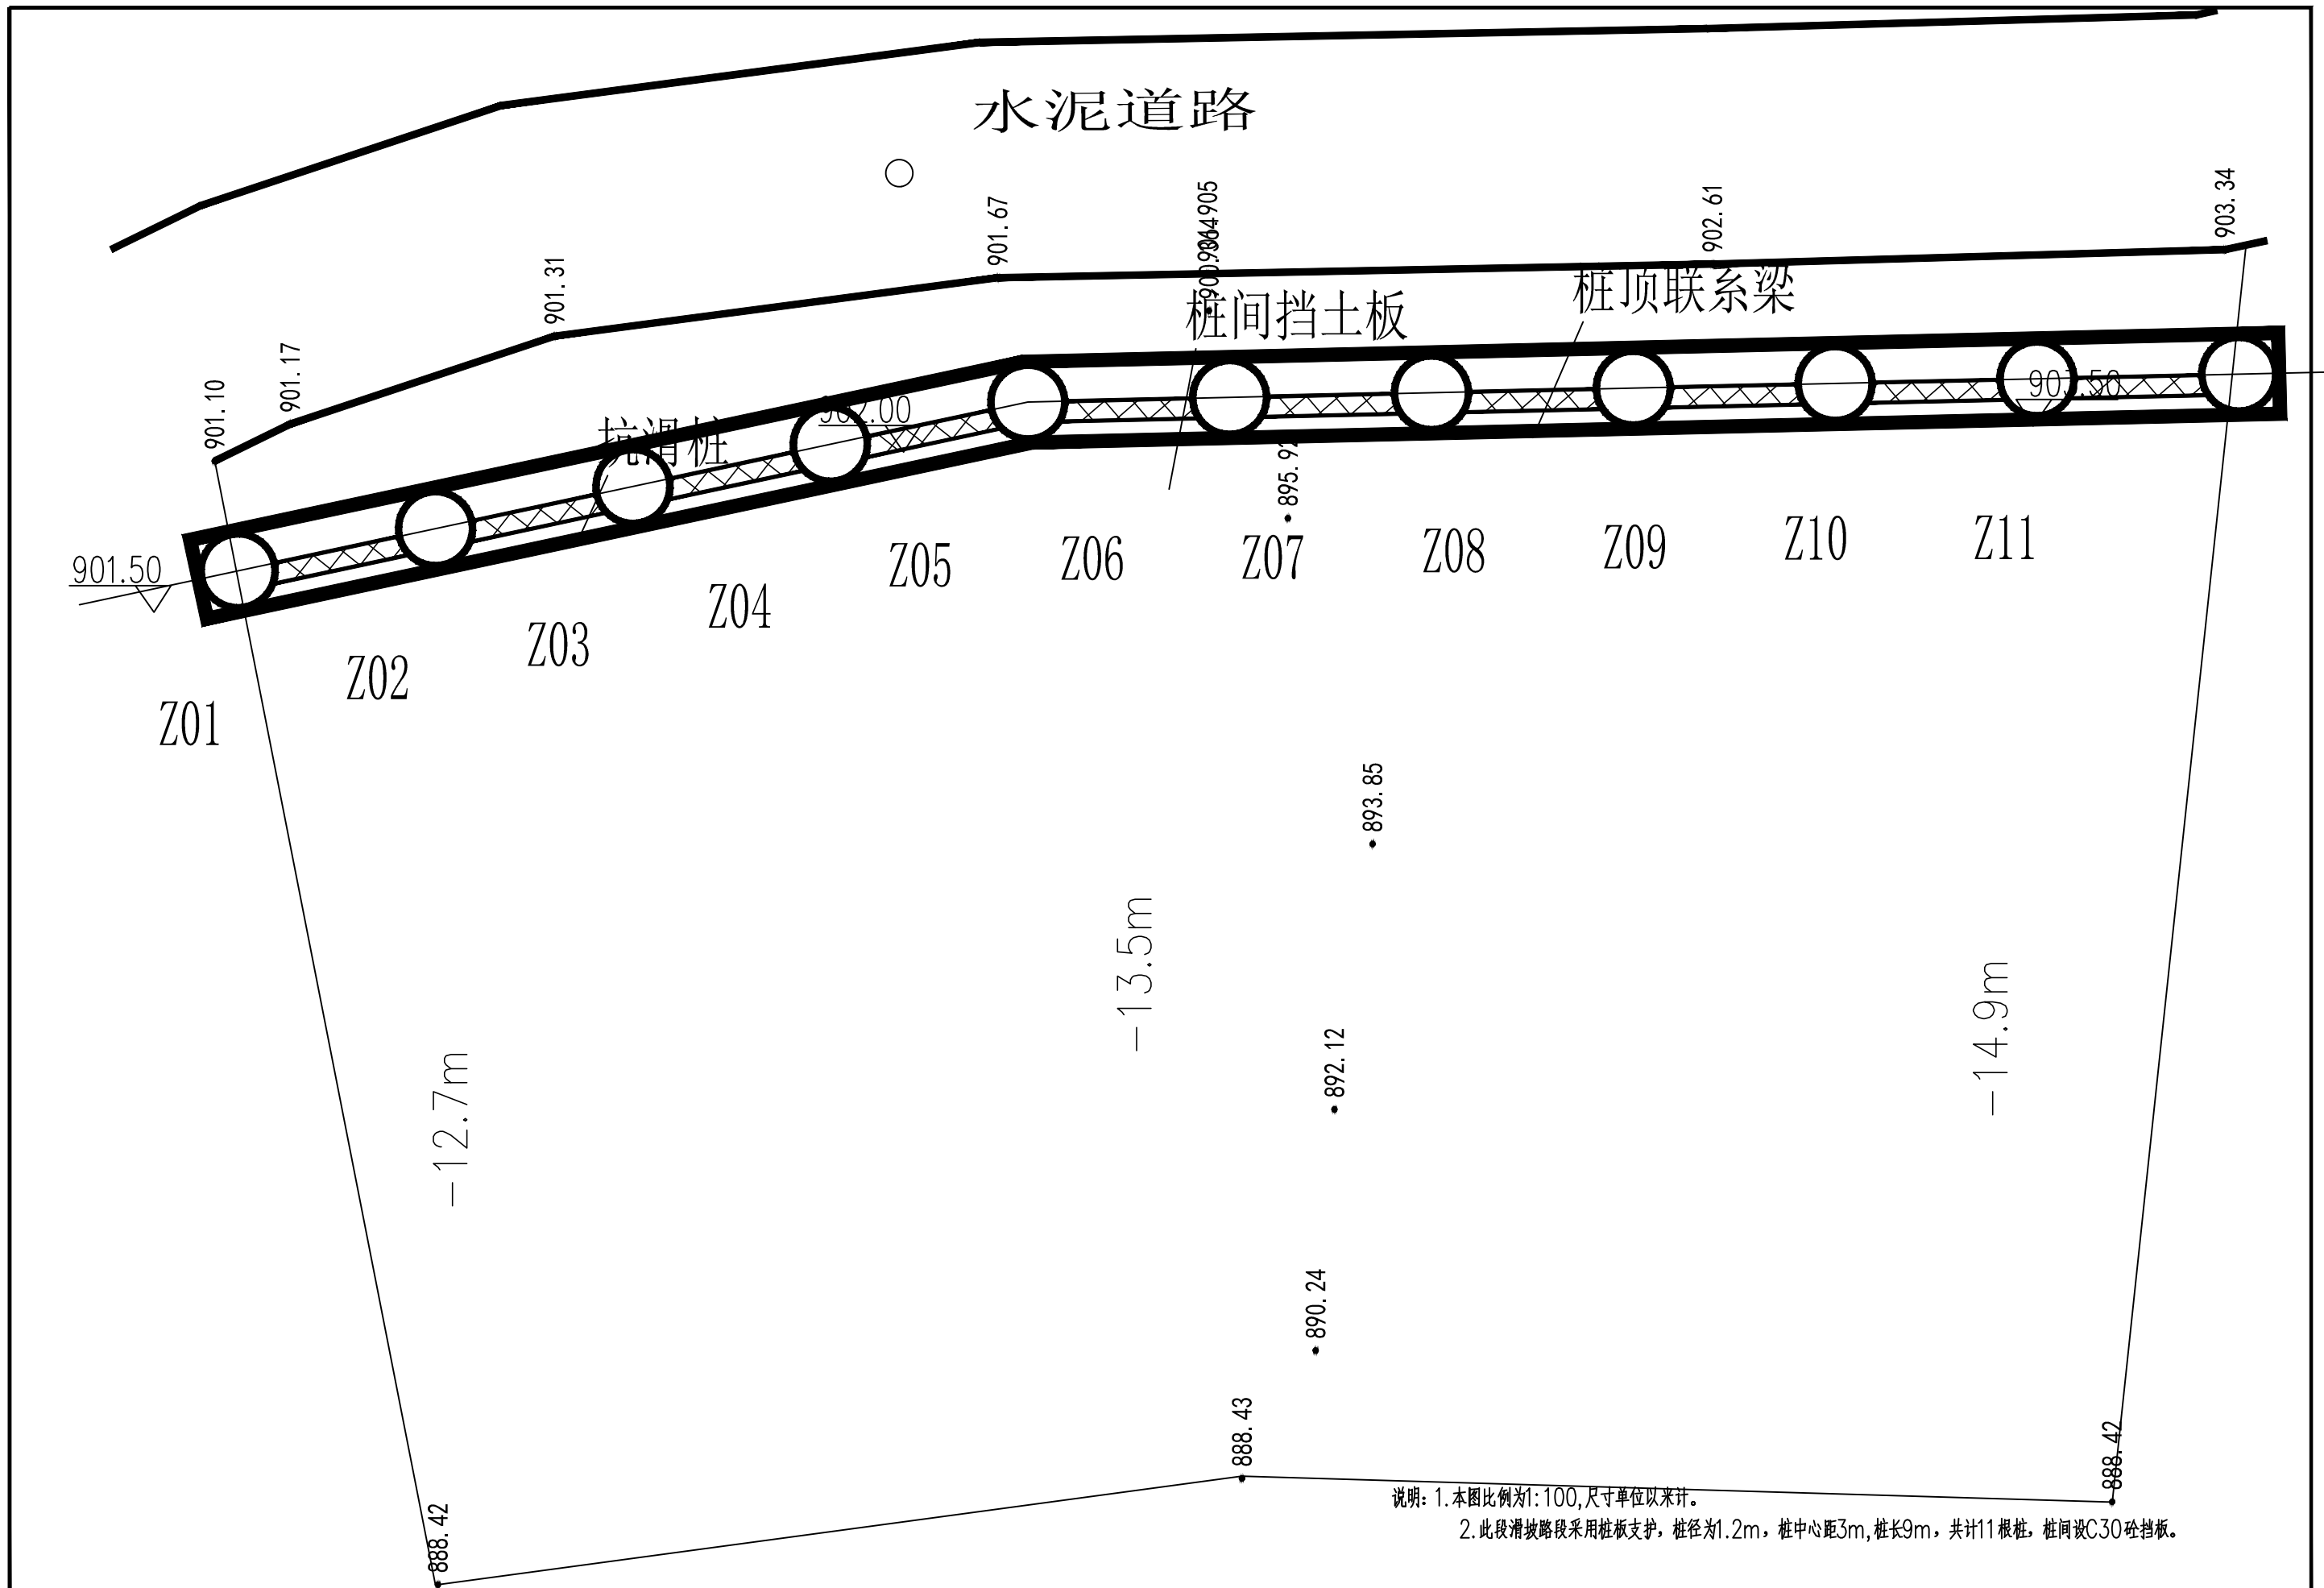 水泥道路
903.34
902.61
901.67
901.31
901.17
901.10
桩顶联系梁
桩间挡土板
抗滑桩
902.00
901.50
895.92
Z01
Z02
Z03
Z04
Z05
Z06
Z07
Z08
Z09
Z10
Z11
893.85
-13.5m
-14.9m
892.12
-12.7m
890.24
888.43
888.42
888.42
说明：1.本图比例为1:100,尺寸单位以来计。
2.此段滑坡路段采用桩板支护，桩径为1.2m，桩中心距3m,桩长9m，共计11根桩，桩间设C30砼挡板。